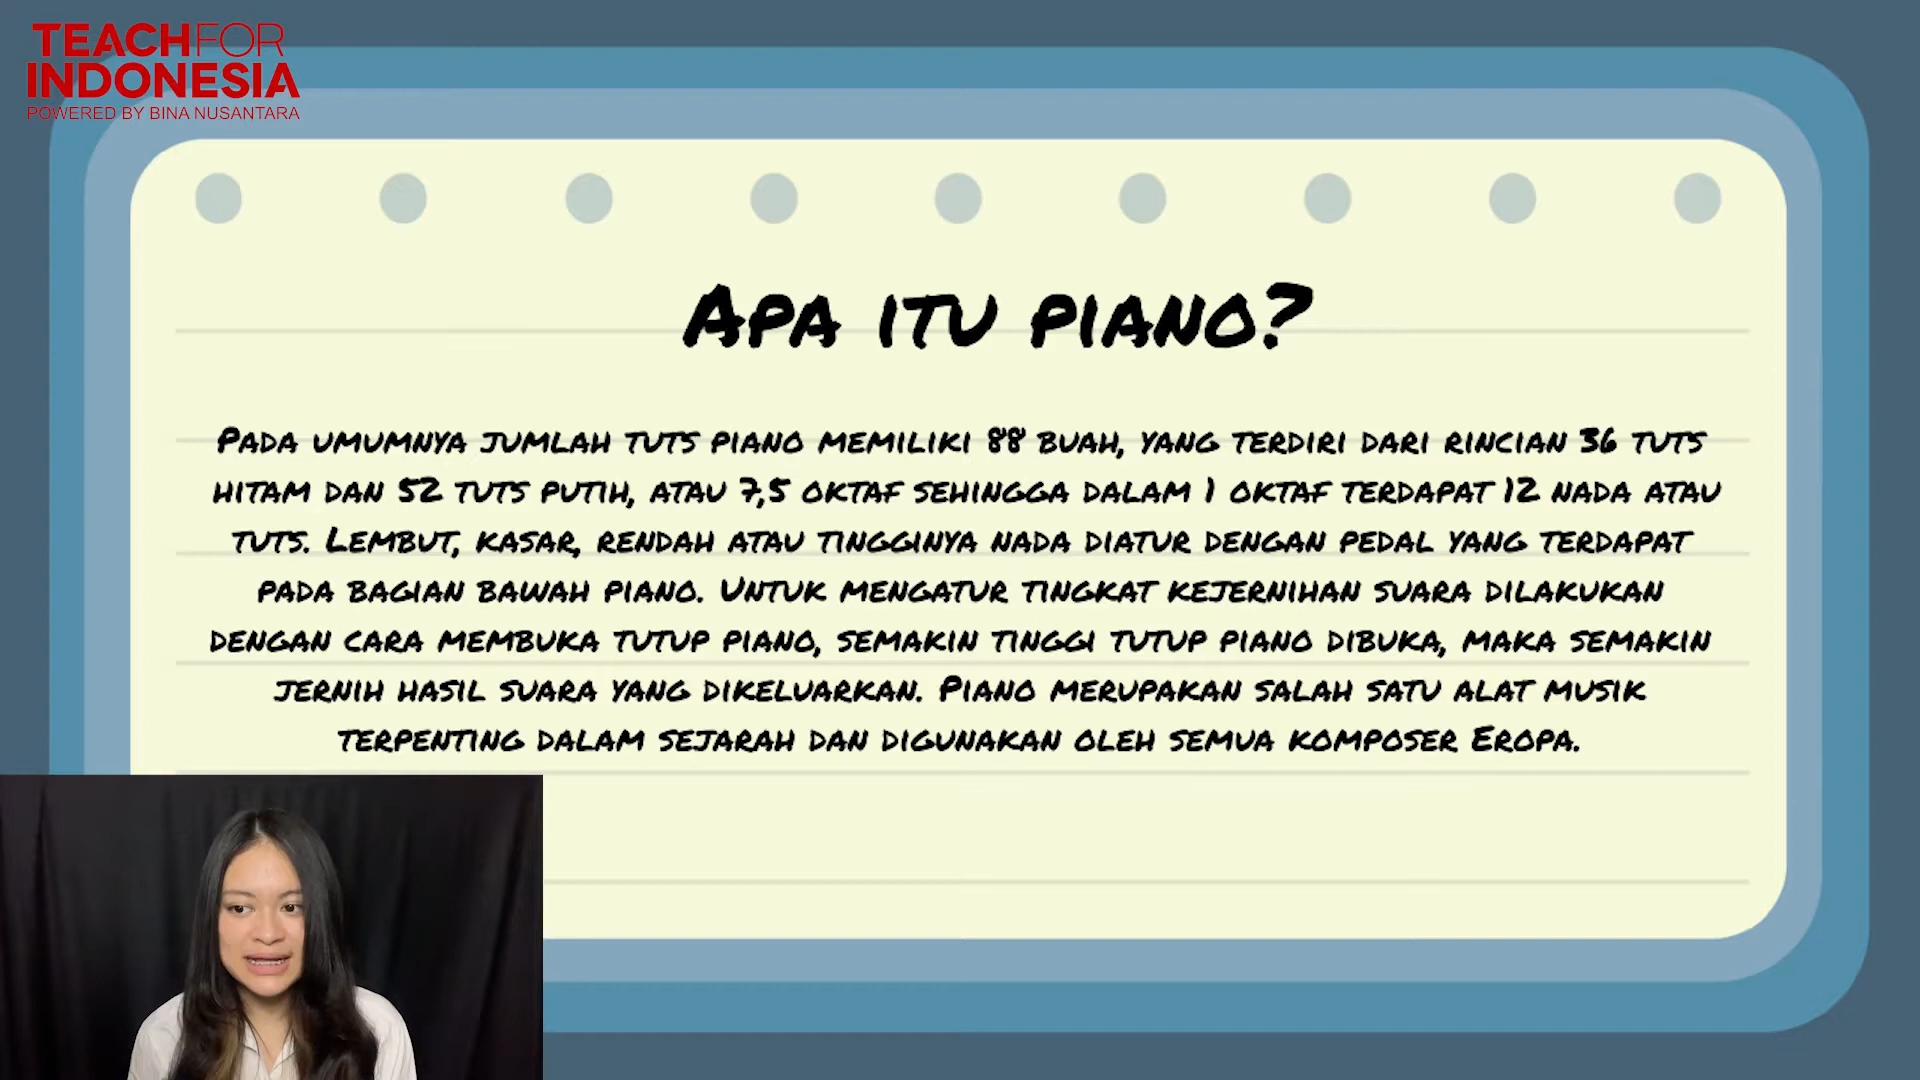 TEACHFOR
INDONESIA
POWERED BY BINA NUSANTARA
APA ITU PIANO?
PADA UMUMNYA JUMLAH TUTS PIANO MEMILIKI 88 BUAH, YANG TERDIRI DARI RINCIAN 36 TUTS
HITAM DAN 52 TUTS PUTIH, ATAU 7,5 OKTAF SEHINGGA DALAM 1 OKTAF TERDAPAT 12 NADA ATAU
TUTS. LEMBUT, KASAR, RENDAH ATAU TINGGINYA NADA DIATUR DENGAN PEDAL YANG TERDAPAT
PADA BAGIAN BAWAH PIANO. UNTUK MENGATUR TINGKAT KEJERNIHAN SUARA DILAKUKAN
DENGAN CARA MEMBUKA TUTUP PIANO, SEMAKIN TINGGI TUTUP PIANO DIBUKA, MAKA SEMAKIN
JERNIH HASIL SUARA YANG DIKELUARKAN. PIANO MERUPAKAN SALAH SATU ALAT MUSIK
TERPENTING DALAM SEJARAH DAN DIGUNAKAN OLEH SEMUA KOMPOSER EROPA.